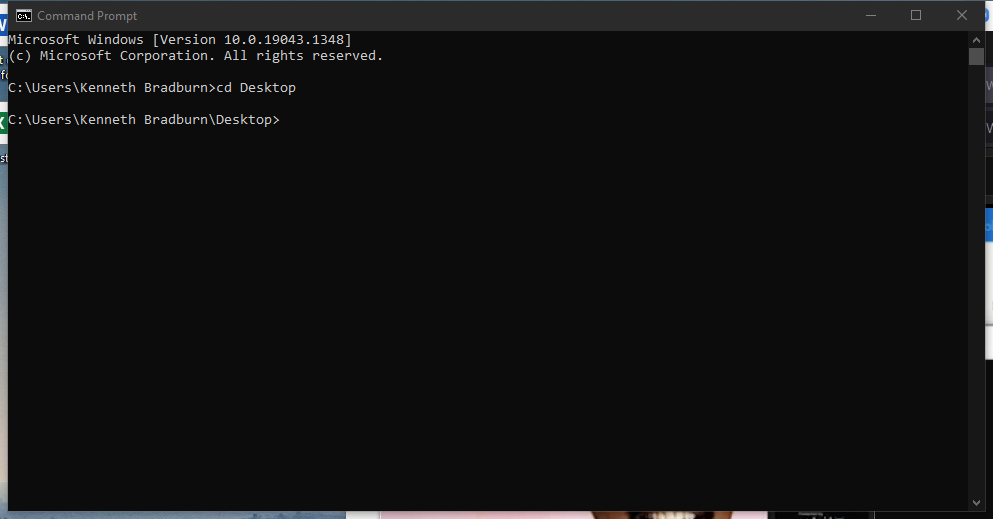 Command Prompt
Microsoft Windows [Version 10.0.19043.1348]
(c) Microsoft Corporation. All rights reserved.
C:\Users\Kenneth Bradburn>cd Desktop
C:\Users\Kenneth Bradburn\Desktop>